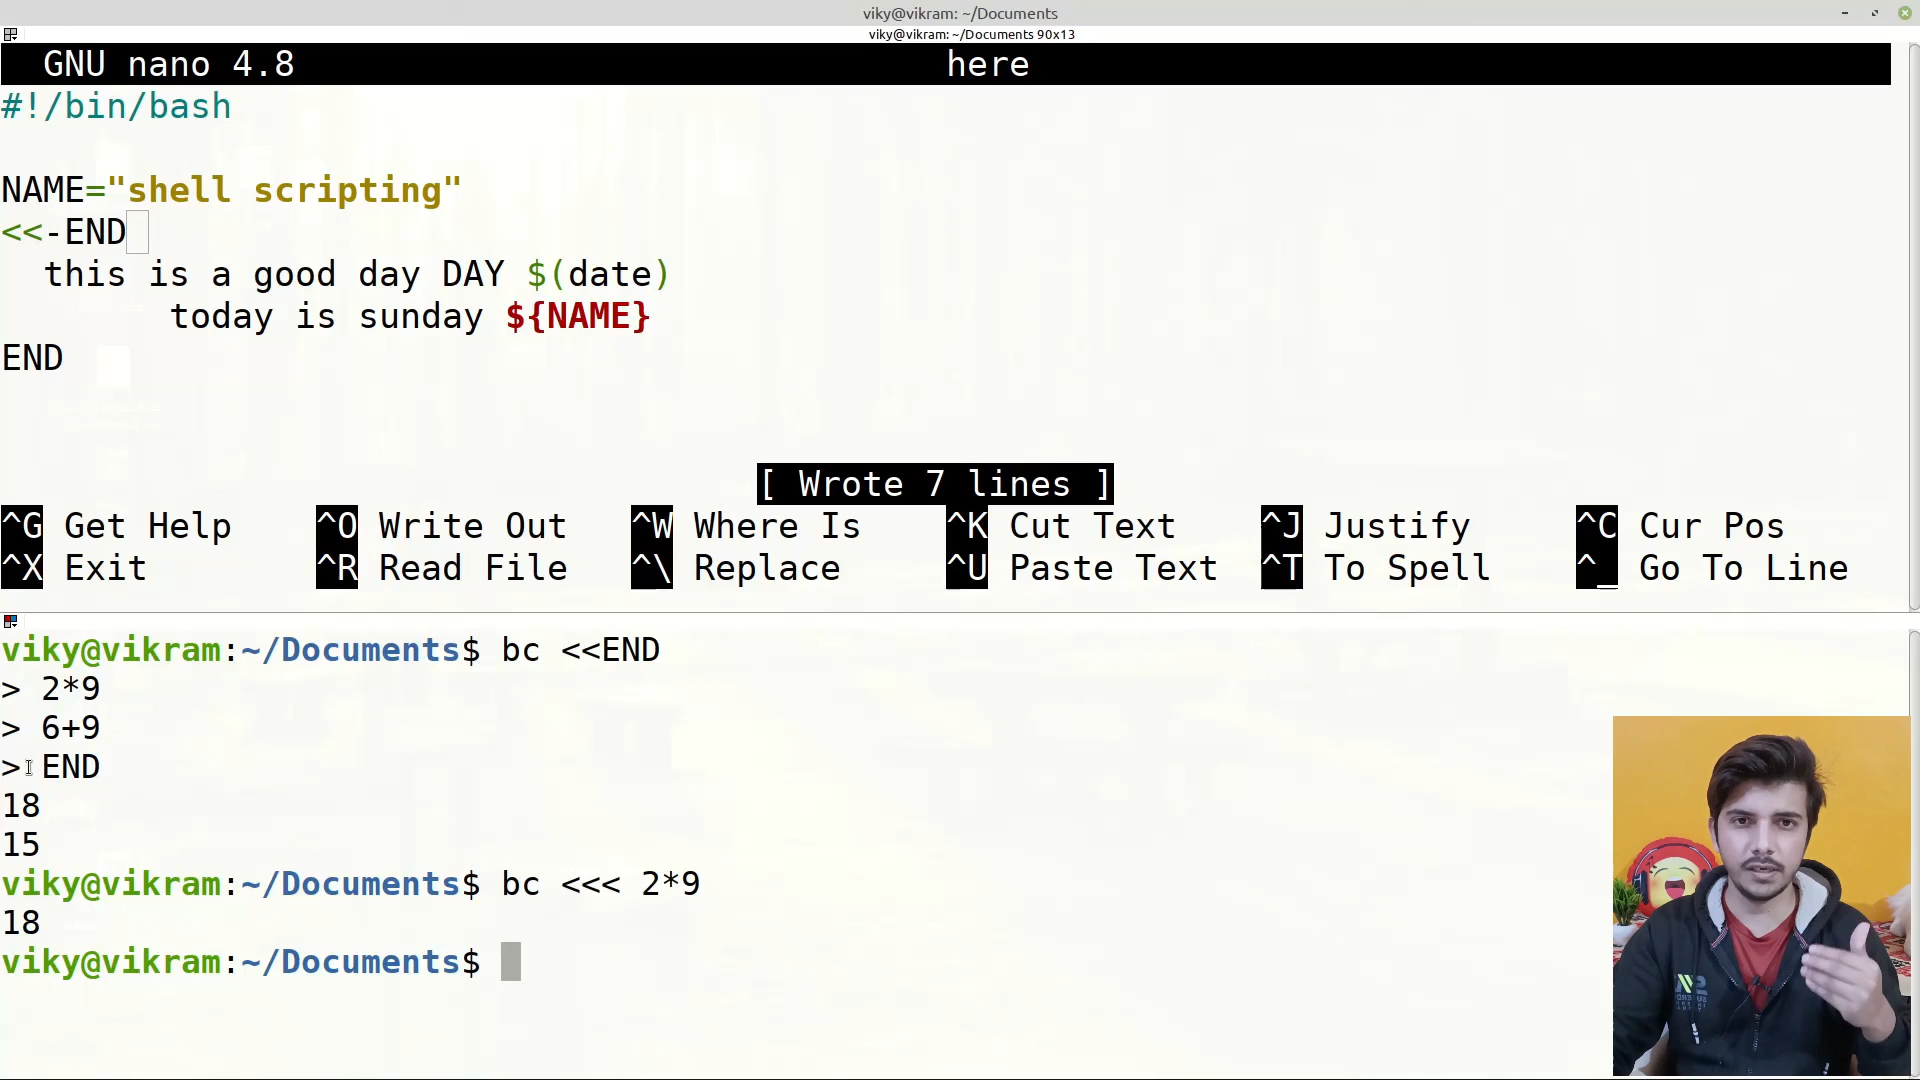 viky@vikram: ~/Documents
viky@vikram: ~/Documents 90x13
GNU nano 4.8 here
#!/bin/bash
NAME="shell scripting"
<<-END
this is a good day DAY $(date)
today is sunday ${NAME}
END
[ Wrote 7 lines ]
^G Get Help ^O Write Out ^W Where Is ^K Cut Text ^J Justify ^C Cur Pos
^X Exit ^R Read File ^\ Replace ^U Paste Text ^T To Spell ^_ Go To Line
viky@vikram:~/Documents$ bc <<END
> 2*9
> 6+9
> END
18
15
viky@vikram:~/Documents$ bc <<< 2*9
18
viky@vikram:~/Documents$